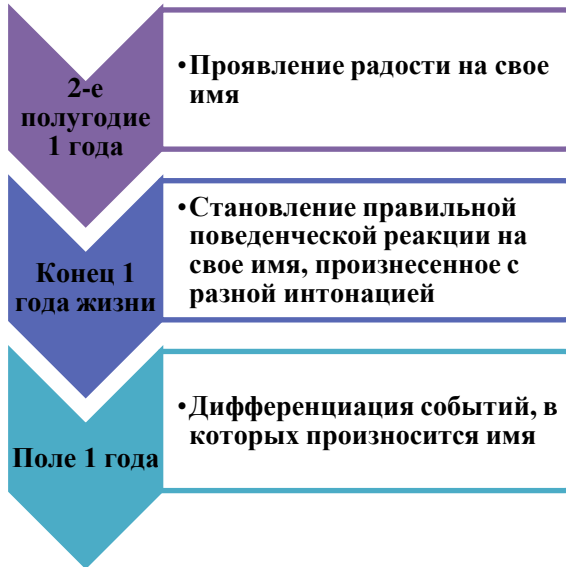 2-е
полугодие
1 года
•Проявление радости на свое
имя
Конец 1
года жизни
•Становление правильной
поведенческой реакции на
свое имя, произнесенное с
разной интонацией
Поле 1 года
•Дифференциация событий, в
которых произносится имя